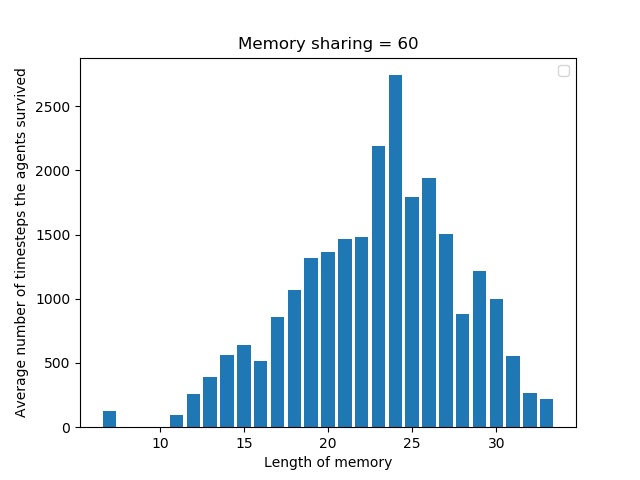 Memory sharing = 60
Average number of timesteps the agents survived
2500
2000
1500
1000
500
0
10 15 20 25 30
Length of memory